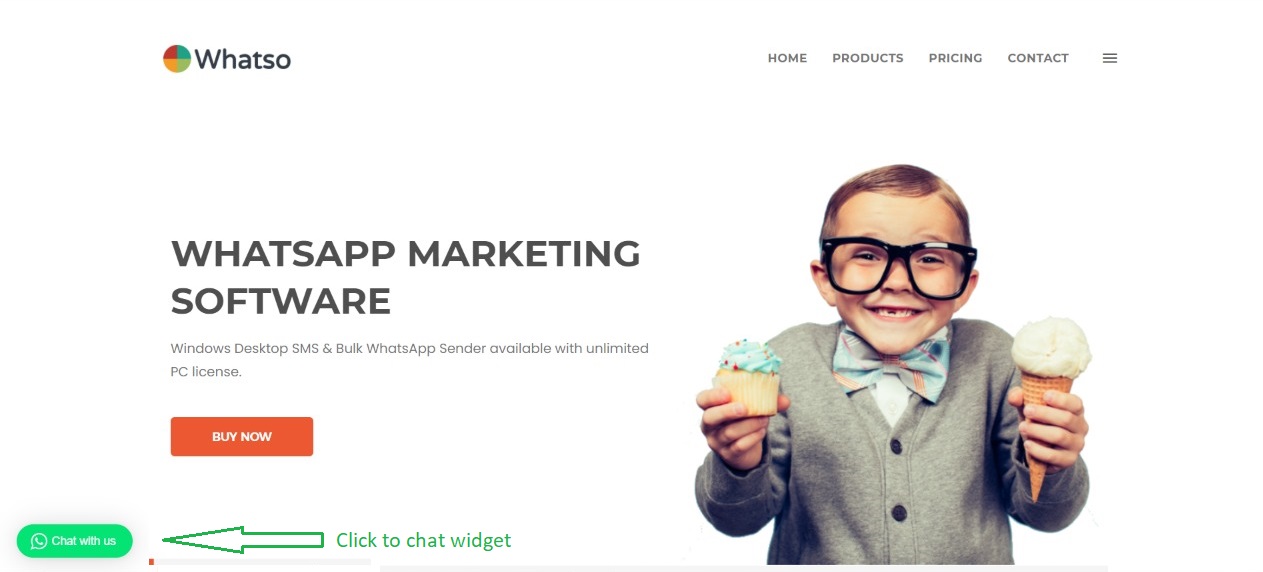 Whatso
HOME PRODUCTS PRICING CONTACT
WHATSAPP MARKETING
SOFTWARE
Windows Desktop SMS & Bulk WhatsApp Sender available with unlimited
PC license.
BUY NOW
Chat with us
Click to chat widget